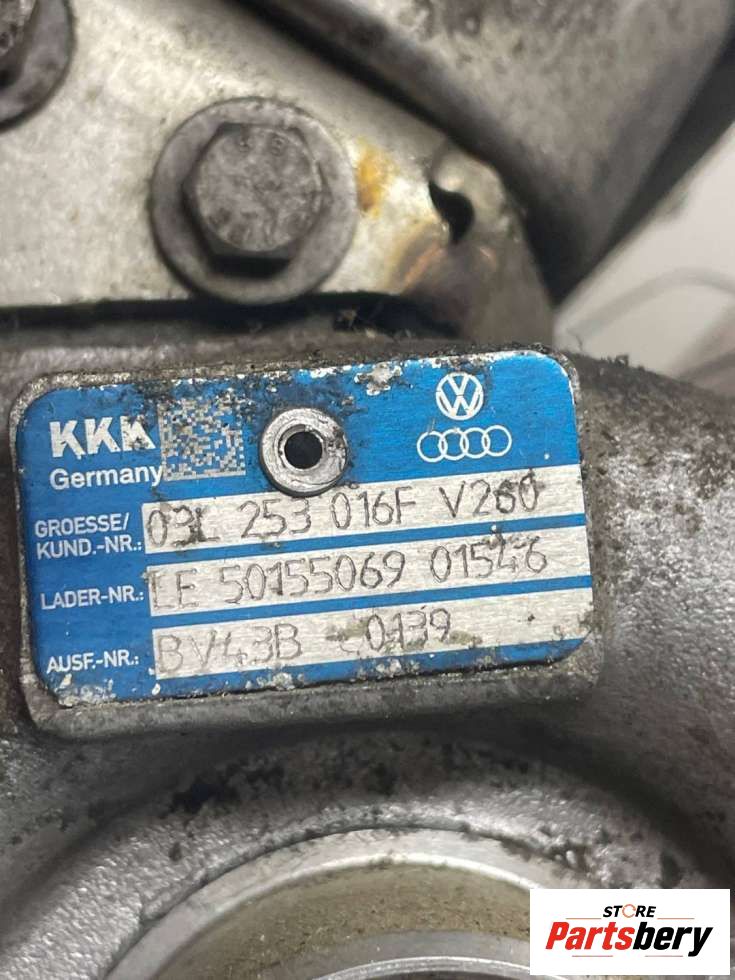 KKK
Germany
GROESSE/
KUND.-NR.: 03L 253 016F V260
LADER-NR.: EE 50155069 01546
AUSF.-NR.: BV43B -0139
STORE
Partsbery